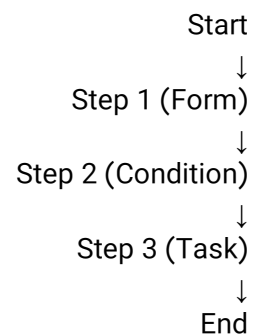 Start
↓
Step 1 (Form)
↓
Step 2 (Condition)
↓
Step 3 (Task)
↓
End